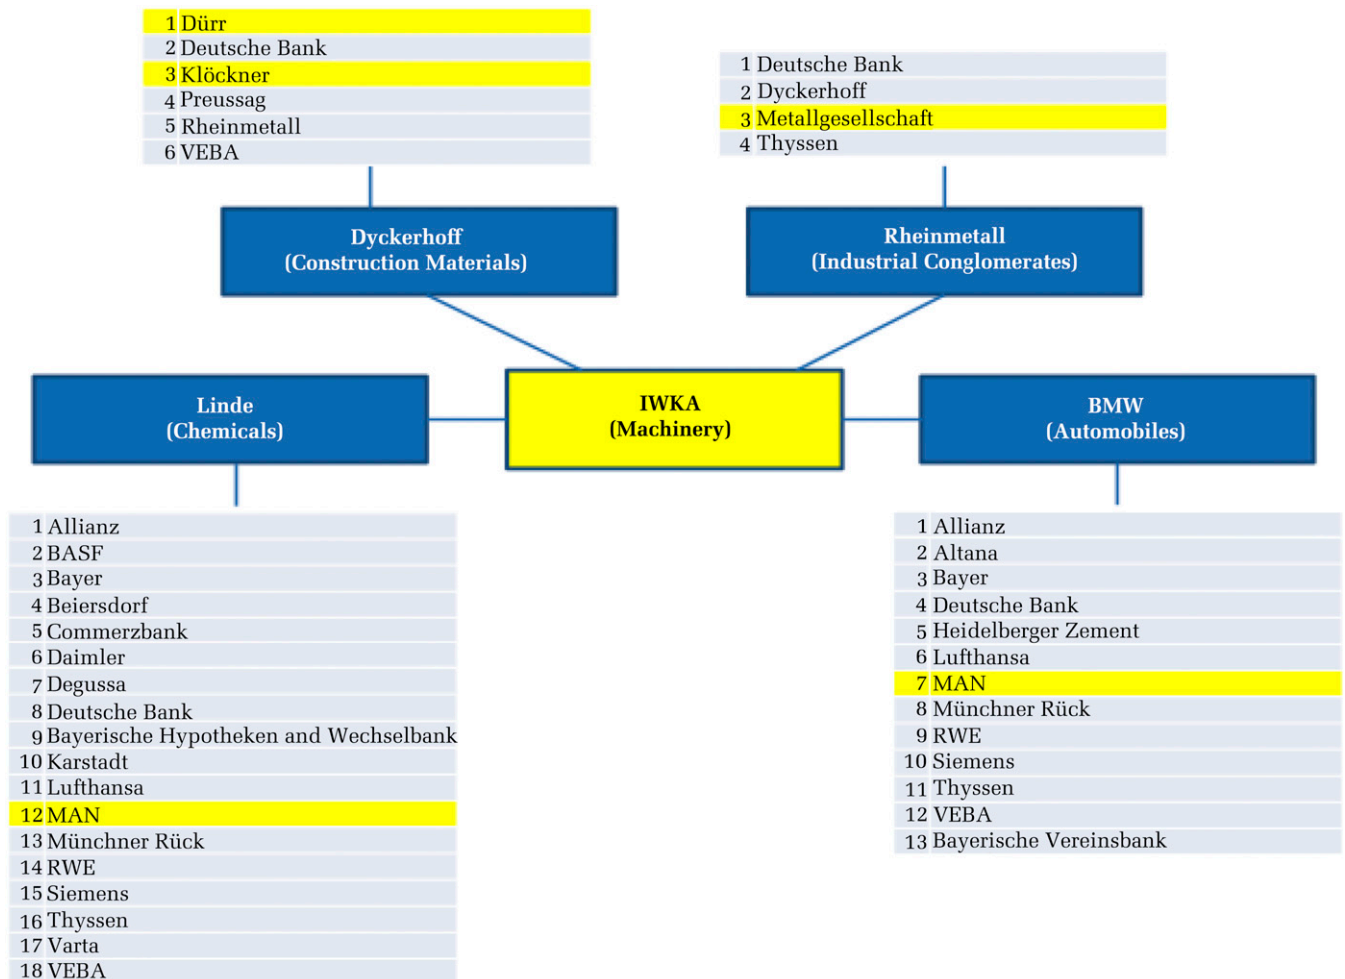 1 Dürr
2 Deutsche Bank
3 Klöckner
4 Preussag
5 Rheinmetall
6 VEBA
1 Deutsche Bank
2 Dyckerhoff
3 Metallgesellschaft
4 Thyssen
Dyckerhoff
(Construction Materials)
Rheinmetall
(Industrial Conglomerates)
Linde
(Chemicals)
IWKA
(Machinery)
BMW
(Automobiles)
1 Allianz
2 BASF
3 Bayer
4 Beiersdorf
5 Commerzbank
6 Daimler
7 Degussa
8 Deutsche Bank
9 Bayerische Hypotheken and Wechselbank
10 Karstadt
11 Lufthansa
12 MAN
13 Münchner Rück
14 RWE
15 Siemens
16 Thyssen
17 Varta
18 VEBA
1 Allianz
2 Altana
3 Bayer
4 Deutsche Bank
5 Heidelberger Zement
6 Lufthansa
7 MAN
8 Münchner Rück
9 RWE
10 Siemens
11 Thyssen
12 VEBA
13 Bayerische Vereinsbank